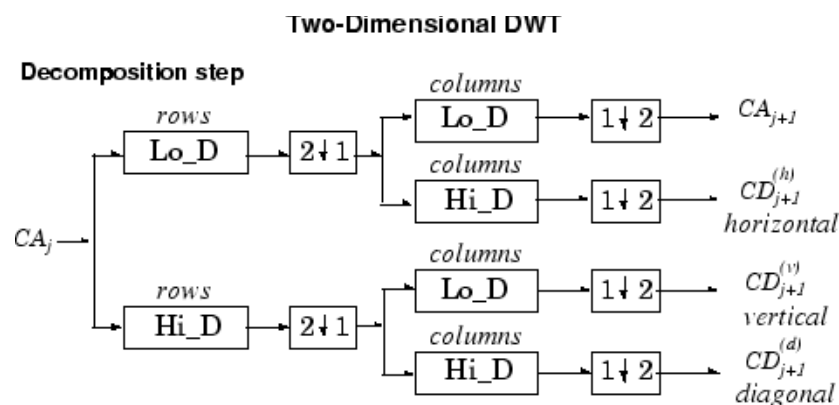 Two-Dimensional DWT
Decomposition step
columns
rows
Lo_D
1↓2
CA_{j+1}
Lo_D
2↓1
columns
Hi_D
1↓2
CD_{j+1}^{(h)}
horizontal
CA_j
columns
rows
Lo_D
1↓2
CD_{j+1}^{(v)}
vertical
Hi_D
2↓1
columns
Hi_D
1↓2
CD_{j+1}^{(d)}
diagonal